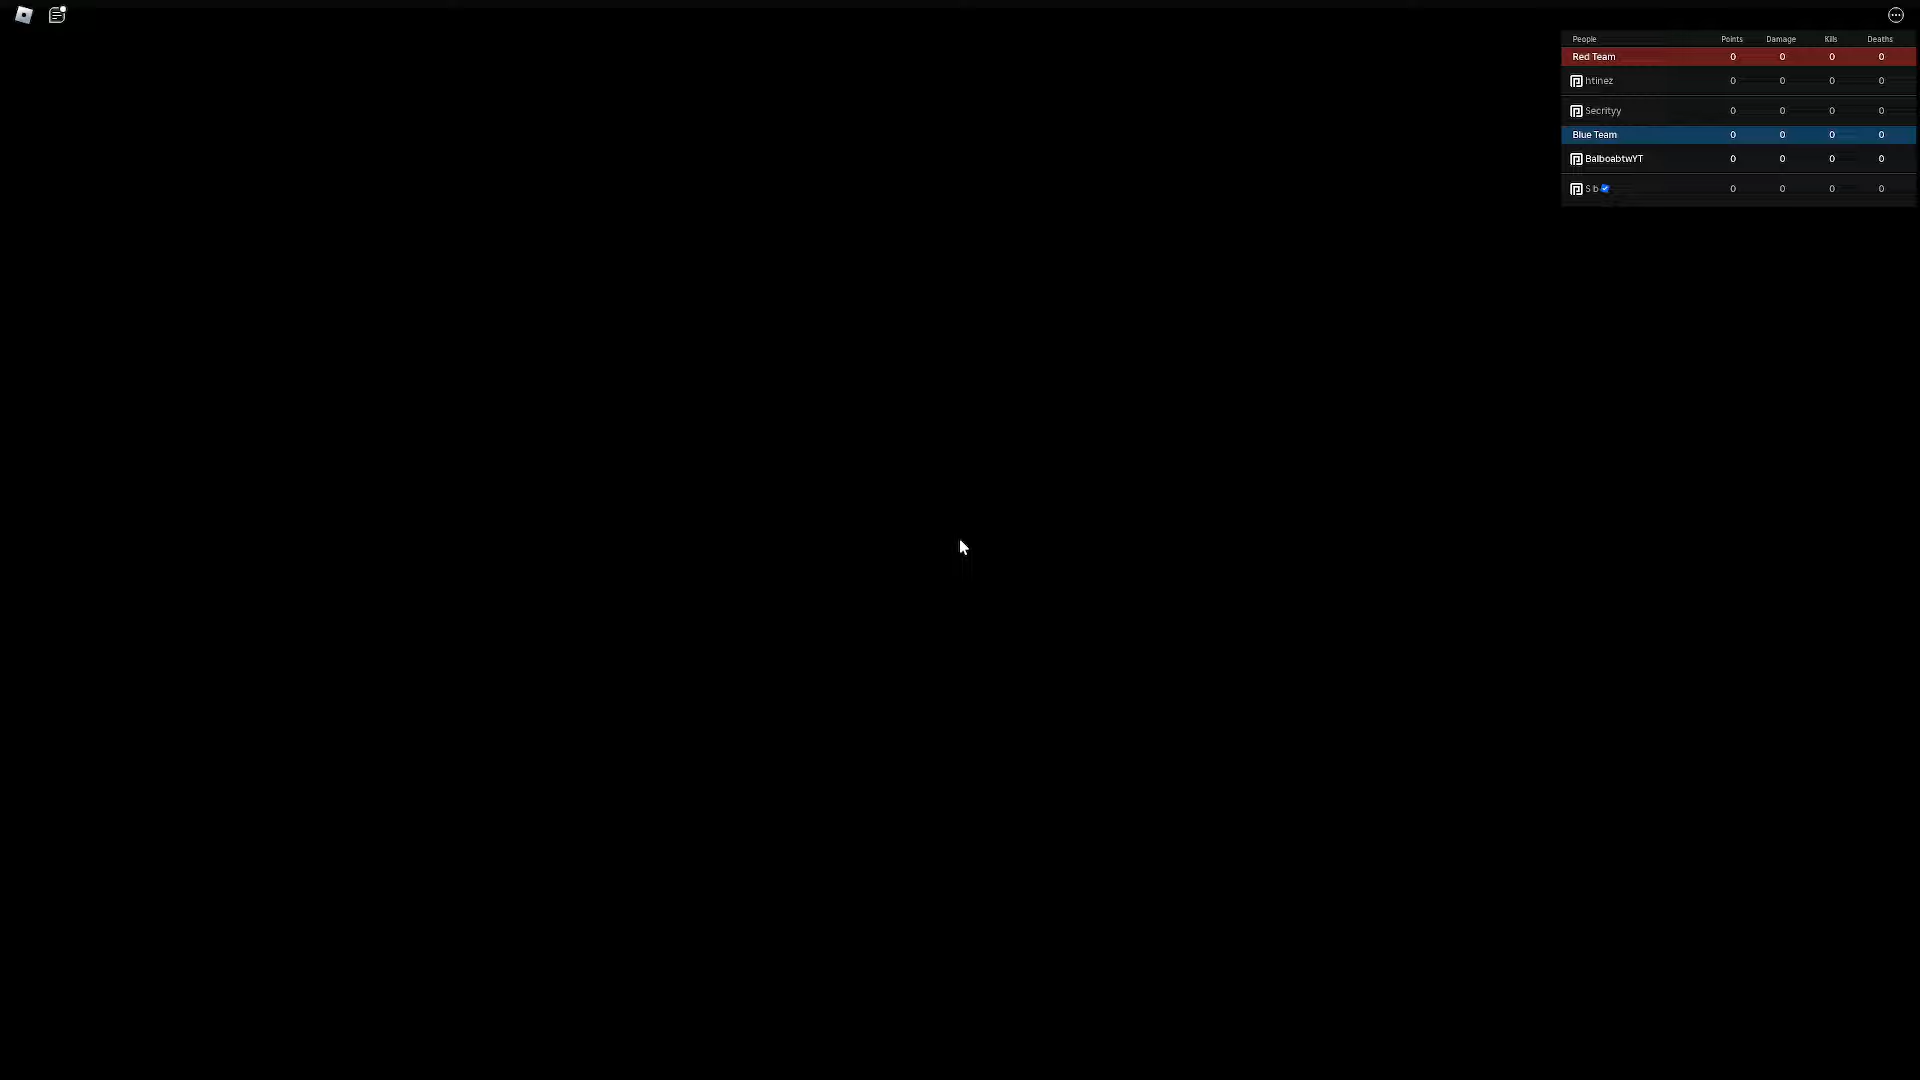 People Points Damage Kills Deaths
Red Team 0 0 0 0
htinez 0 0 0 0
Secrityy 0 0 0 0
Blue Team 0 0 0 0
BalboabtwYT 0 0 0 0
S b 0 0 0 0